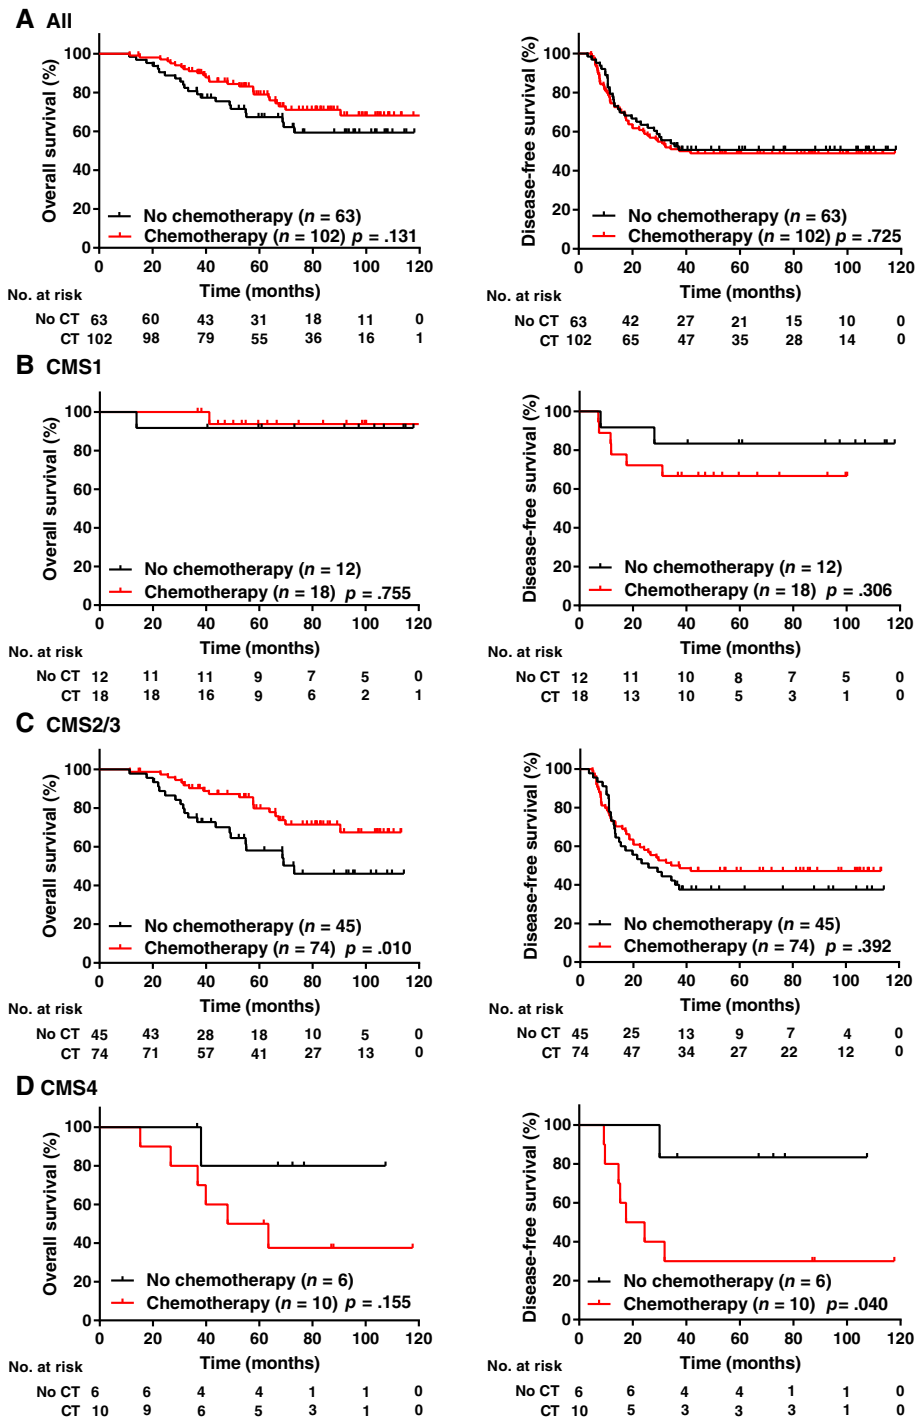 A All
Overall survival (%)
100
80
60
40
20
0
No chemotherapy (n = 63)
Chemotherapy (n = 102) p = .131
0 20 40 60 80 100 120
Time (months)
No. at risk
No CT 63 60 43 31 18 11 0
CT 102 98 79 55 36 16 1
Disease-free survival (%)
100
80
60
40
20
0
No chemotherapy (n = 63)
Chemotherapy (n = 102) p = .725
0 20 40 60 80 100 120
Time (months)
No. at risk
No CT 63 42 27 21 15 10 0
CT 102 65 47 35 28 14 0
B CMS1
Overall survival (%)
100
80
60
40
20
0
No chemotherapy (n = 12)
Chemotherapy (n = 18) p = .755
0 20 40 60 80 100 120
Time (months)
No. at risk
No CT 12 11 11 9 7 5 0
CT 18 18 16 9 6 2 1
Disease-free survival (%)
100
80
60
40
20
0
No chemotherapy (n = 12)
Chemotherapy (n = 18) p = .306
0 20 40 60 80 100 120
Time (months)
No. at risk
No CT 12 11 10 8 7 5 0
CT 18 13 10 5 3 1 0
C CMS2/3
Overall survival (%)
100
80
60
40
20
0
No chemotherapy (n = 45)
Chemotherapy (n = 74) p = .010
0 20 40 60 80 100 120
Time (months)
No. at risk
No CT 45 43 28 18 10 5 0
CT 74 71 57 41 27 13 0
Disease-free survival (%)
100
80
60
40
20
0
No chemotherapy (n = 45)
Chemotherapy (n = 74) p = .392
0 20 40 60 80 100 120
Time (months)
No. at risk
No CT 45 25 13 9 7 4 0
CT 74 47 34 27 22 12 0
D CMS4
Overall survival (%)
100
80
60
40
20
0
No chemotherapy (n = 6)
Chemotherapy (n = 10) p = .155
0 20 40 60 80 100 120
Time (months)
No. at risk
No CT 6 6 4 4 1 1 0
CT 10 9 6 5 3 1 0
Disease-free survival (%)
100
80
60
40
20
0
No chemotherapy (n = 6)
Chemotherapy (n = 10) p= .040
0 20 40 60 80 100 120
Time (months)
No. at risk
No CT 6 6 4 4 1 1 0
CT 10 5 3 3 3 1 0